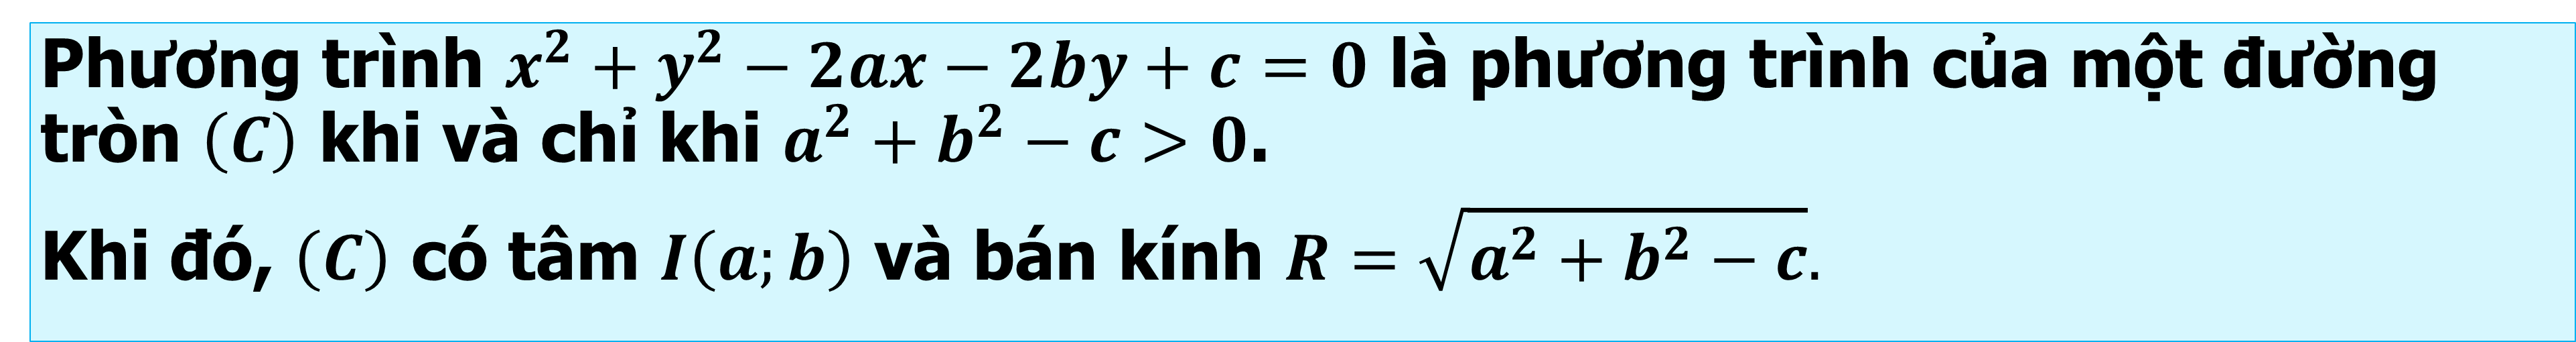 Phương trình x² + y² − 2ax − 2by + c = 0 là phương trình của một đường
tròn (C) khi và chỉ khi a² + b² − c > 0.
Khi đó, (C) có tâm I(a; b) và bán kính R = √(a² + b² − c).